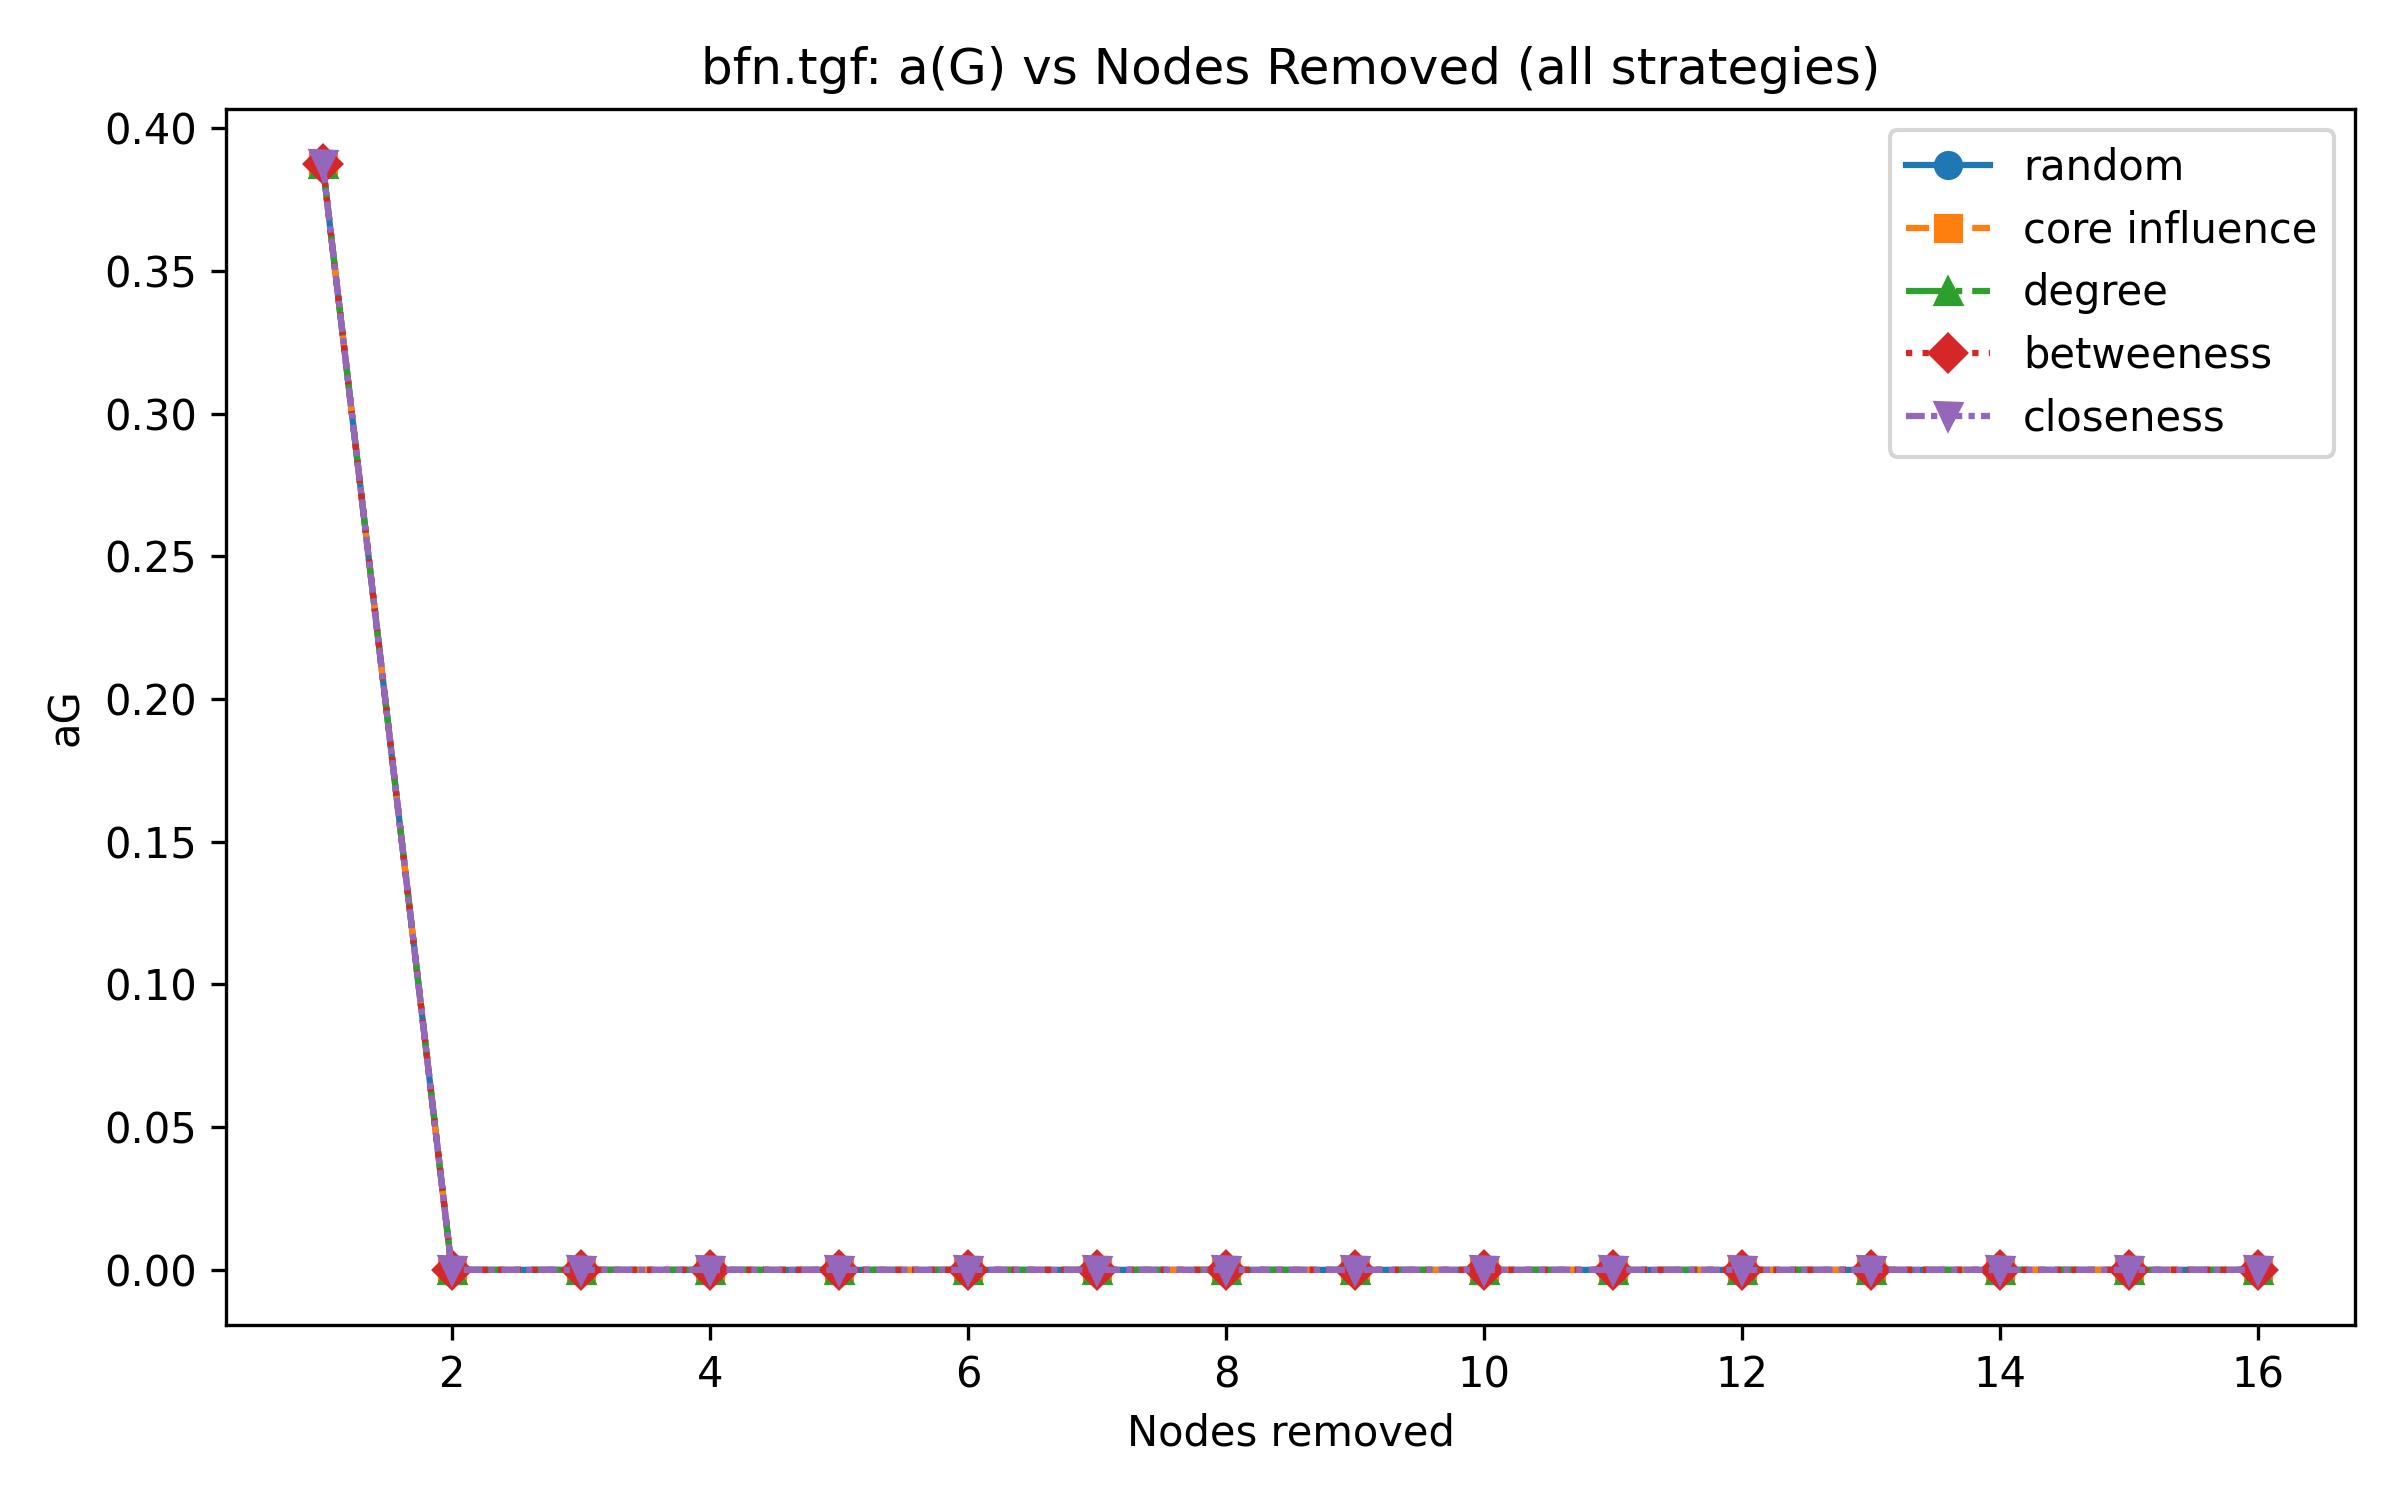 bfn.tgf: a(G) vs Nodes Removed (all strategies)
0.40
0.35
0.30
0.25
0.20
0.15
0.10
0.05
0.00
aG
random
core influence
degree
betweeness
closeness
2 4 6 8 10 12 14 16
Nodes removed